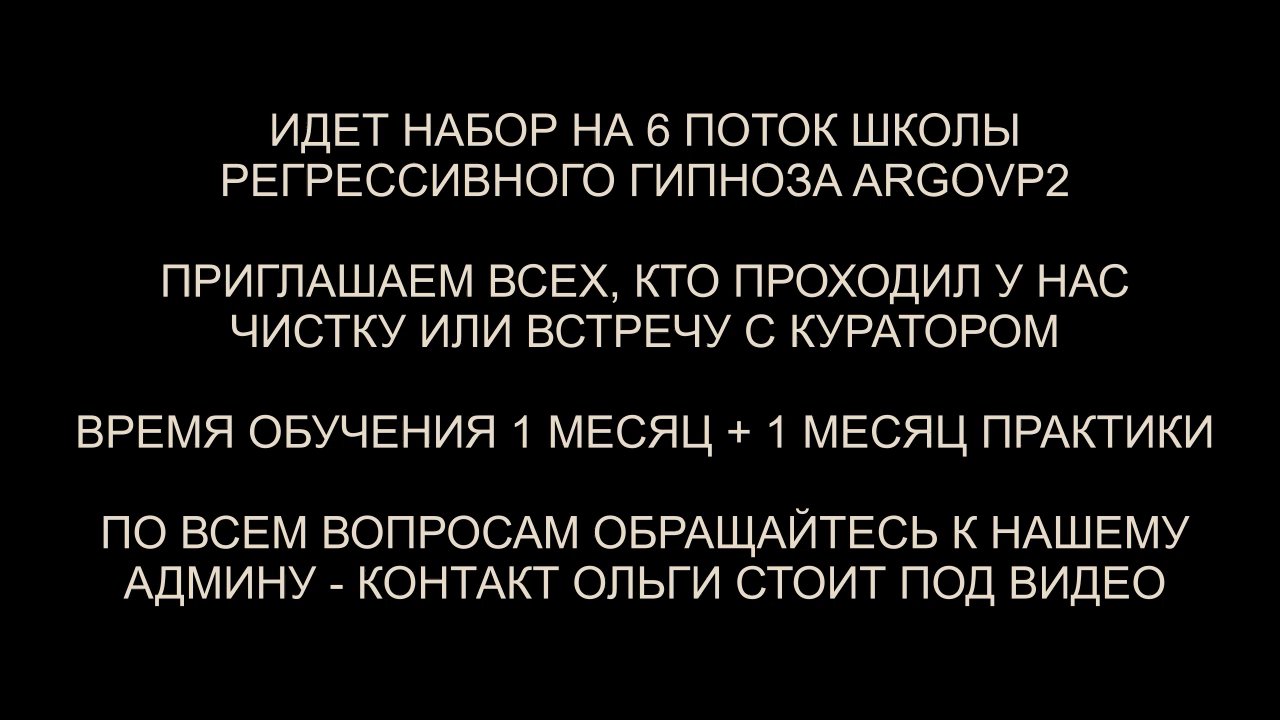 ИДЕТ НАБОР НА 6 ПОТОК ШКОЛЫ
РЕГРЕССИВНОГО ГИПНОЗА ARGOVP2
ПРИГЛАШАЕМ ВСЕХ, КТО ПРОХОДИЛ У НАС
ЧИСТКУ ИЛИ ВСТРЕЧУ С КУРАТОРОМ
ВРЕМЯ ОБУЧЕНИЯ 1 МЕСЯЦ + 1 МЕСЯЦ ПРАКТИКИ
ПО ВСЕМ ВОПРОСАМ ОБРАЩАЙТЕСЬ К НАШЕМУ
АДМИНУ - КОНТАКТ ОЛЬГИ СТОИТ ПОД ВИДЕО